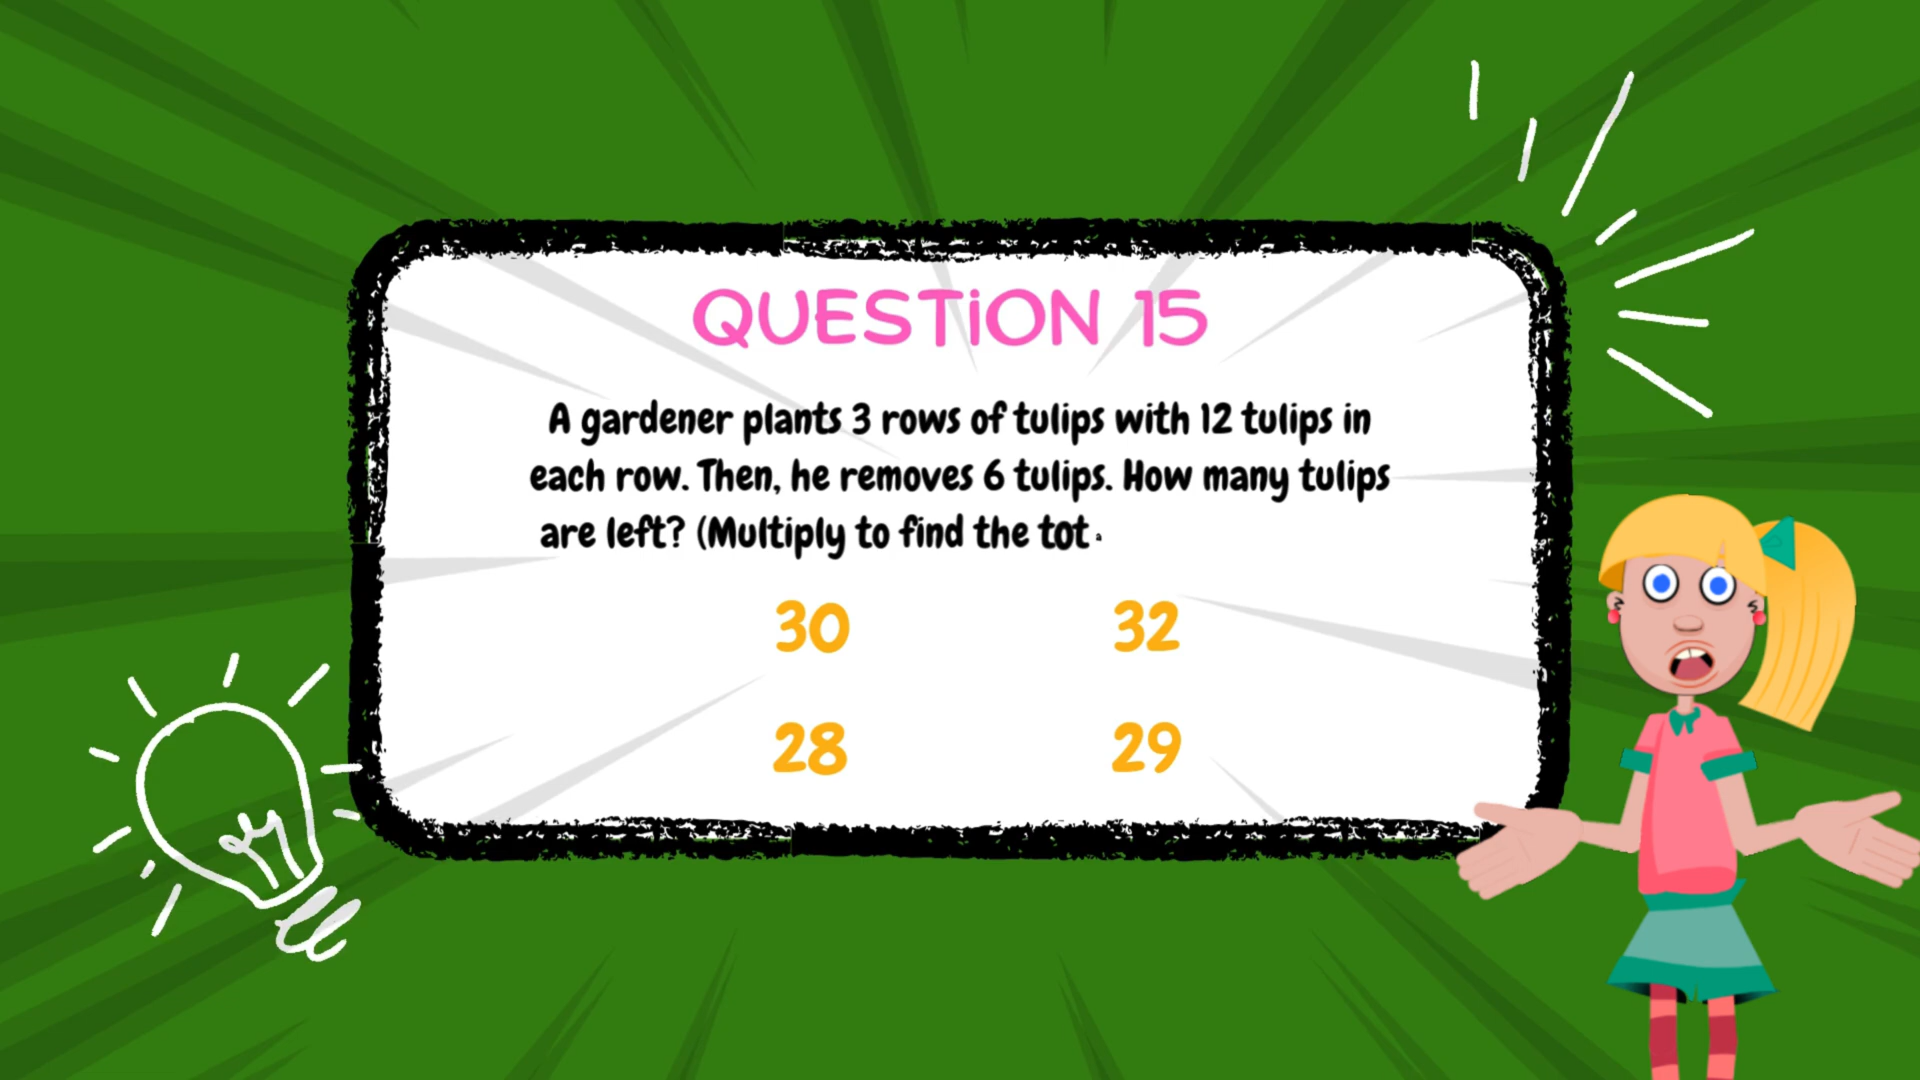 QUESTiON 15
A gardener plants 3 rows of tulips with 12 tulips in
each row. Then, he removes 6 tulips. How many tulips
are left? (Multiply to find the tot
30 32
28 29